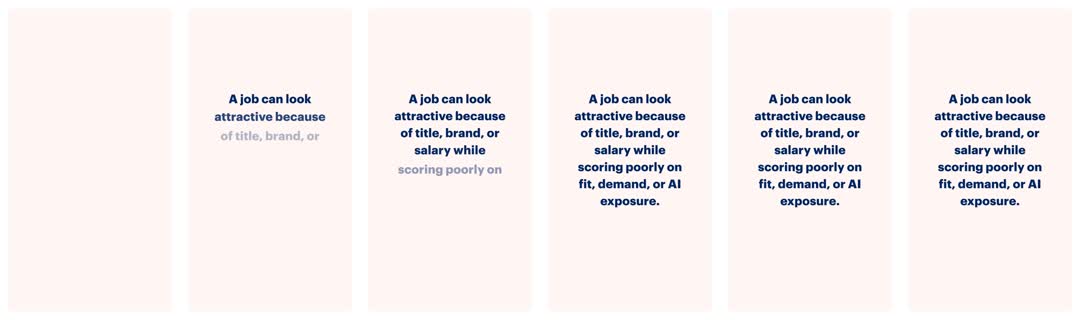 A job can look
attractive because
of title, brand, or
A job can look
attractive because
of title, brand, or
salary while
scoring poorly on
A job can look
attractive because
of title, brand, or
salary while
scoring poorly on
fit, demand, or AI
exposure.
A job can look
attractive because
of title, brand, or
salary while
scoring poorly on
fit, demand, or AI
exposure.
A job can look
attractive because
of title, brand, or
salary while
scoring poorly on
fit, demand, or AI
exposure.